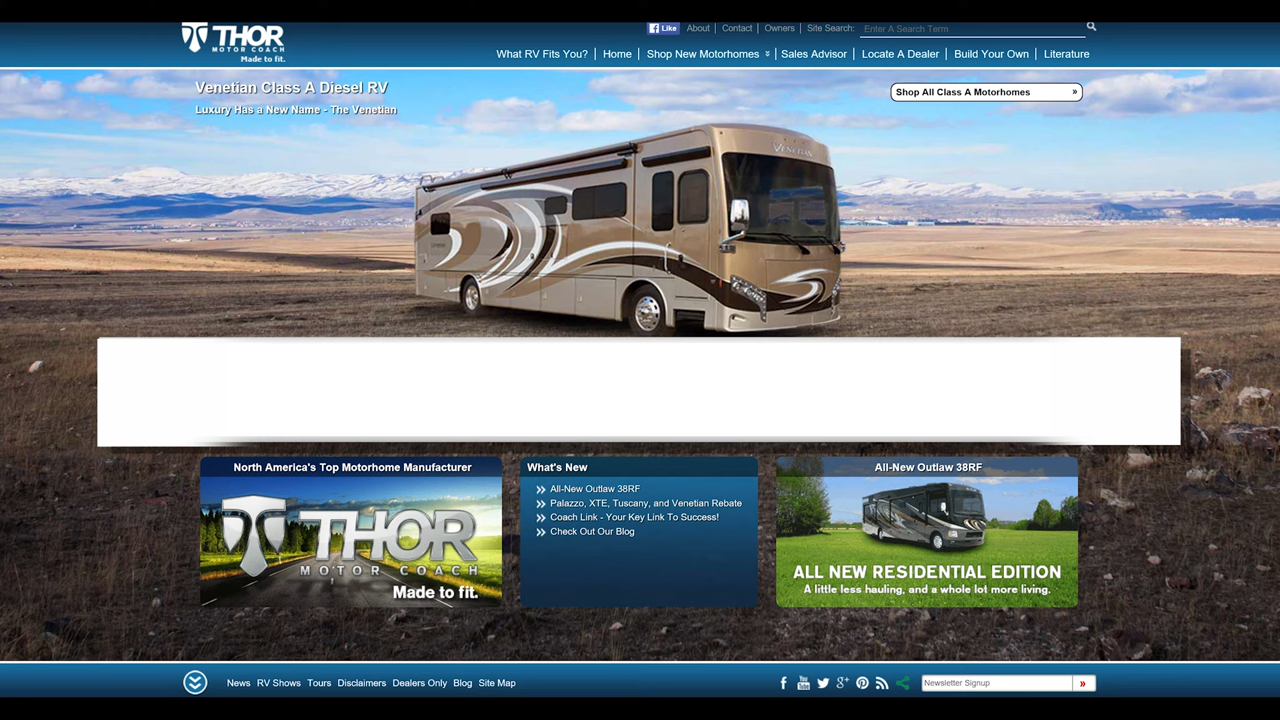 THOR
MOTOR COACH
Made to fit.
Like
About
Contact
Owners
Site Search:
Enter A Search Term
What RV Fits You?
Home
Shop New Motorhomes
Sales Advisor
Locate A Dealer
Build Your Own
Literature
Venetian Class A Diesel RV
Luxury Has a New Name - The Venetian
Shop All Class A Motorhomes »
VENETIAN
North America's Top Motorhome Manufacturer
THOR
MOTOR COACH
Made to fit.
What's New
All-New Outlaw 38RF
Palazzo, XTE, Tuscany, and Venetian Rebate
Coach Link - Your Key Link To Success!
Check Out Our Blog
All-New Outlaw 38RF
ALL NEW RESIDENTIAL EDITION
A little less hauling, and a whole lot more living.
News
RV Shows
Tours
Disclaimers
Dealers Only
Blog
Site Map
You Tube
Newsletter Signup
»